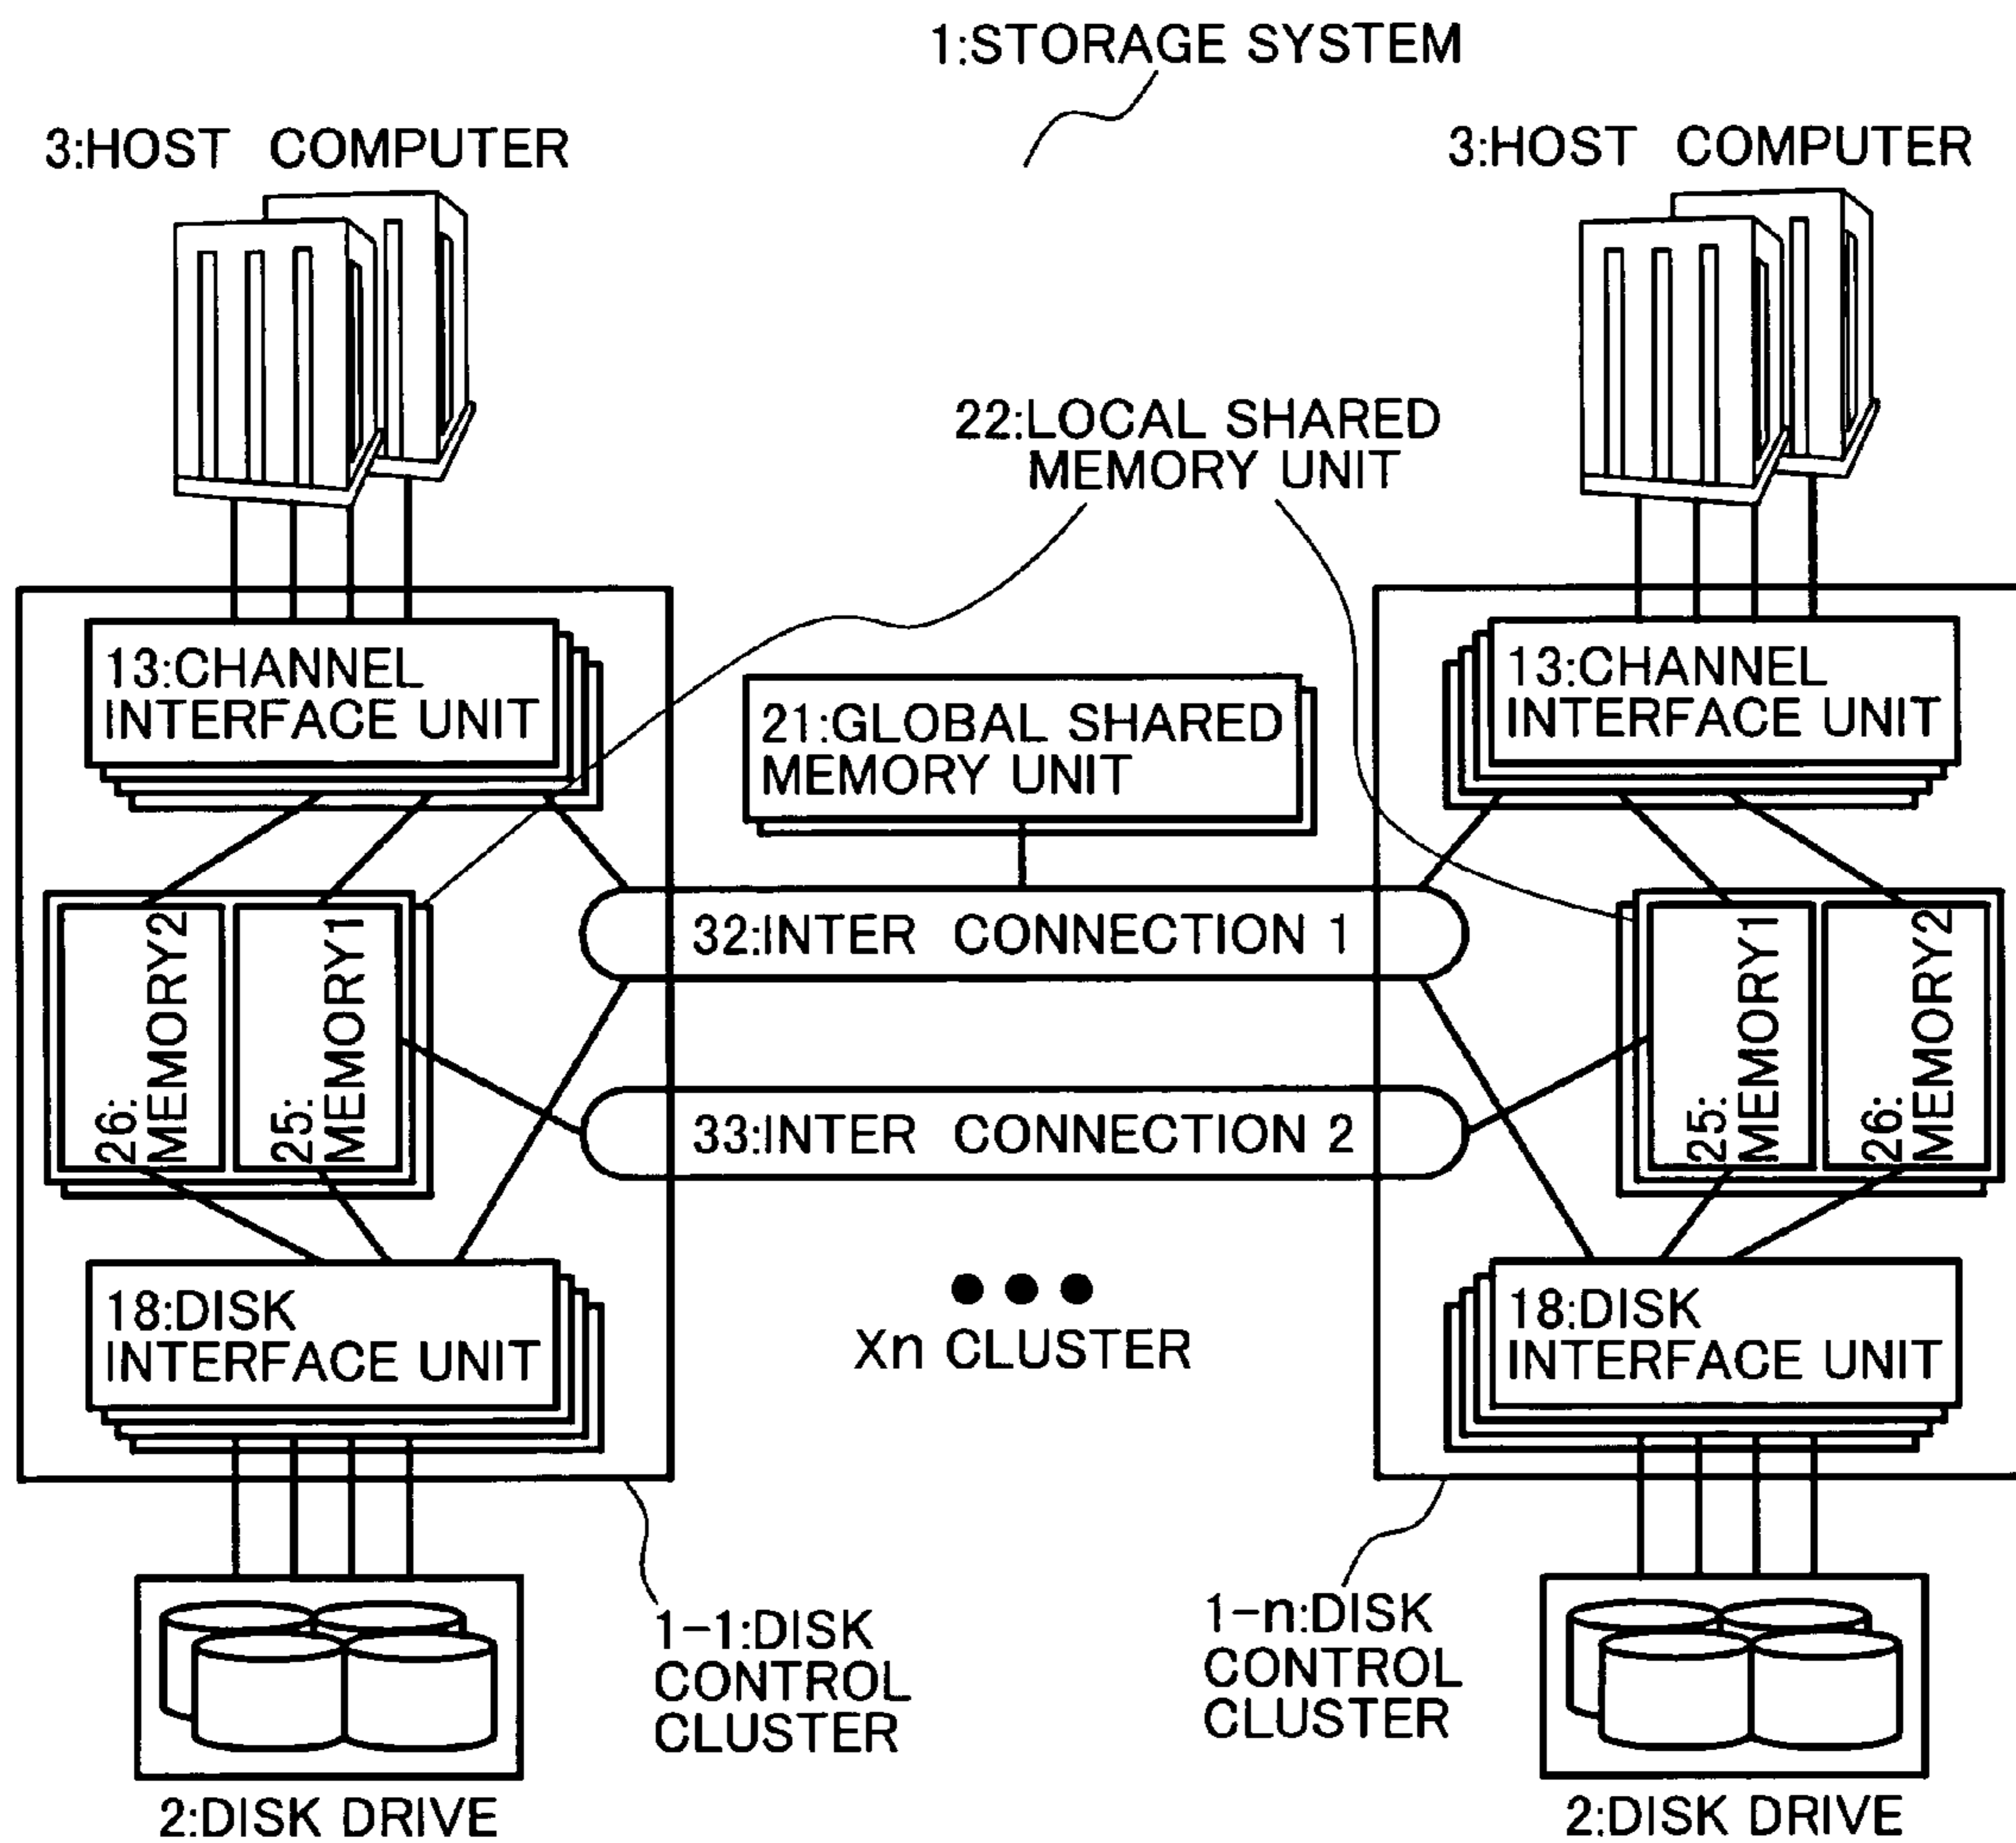 1:STORAGE SYSTEM
3:HOST COMPUTER
3:HOST COMPUTER
22:LOCAL SHARED
MEMORY UNIT
13:CHANNEL
INTERFACE UNIT
21:GLOBAL SHARED
MEMORY UNIT
13:CHANNEL
INTERFACE UNIT
26:
MEMORY2
25:
MEMORY1
32:INTER CONNECTION 1
33:INTER CONNECTION 2
25:
MEMORY1
26:
MEMORY2
18:DISK
INTERFACE UNIT
Xn CLUSTER
18:DISK
INTERFACE UNIT
1-1:DISK
CONTROL
CLUSTER
1-n:DISK
CONTROL
CLUSTER
2:DISK DRIVE
2:DISK DRIVE